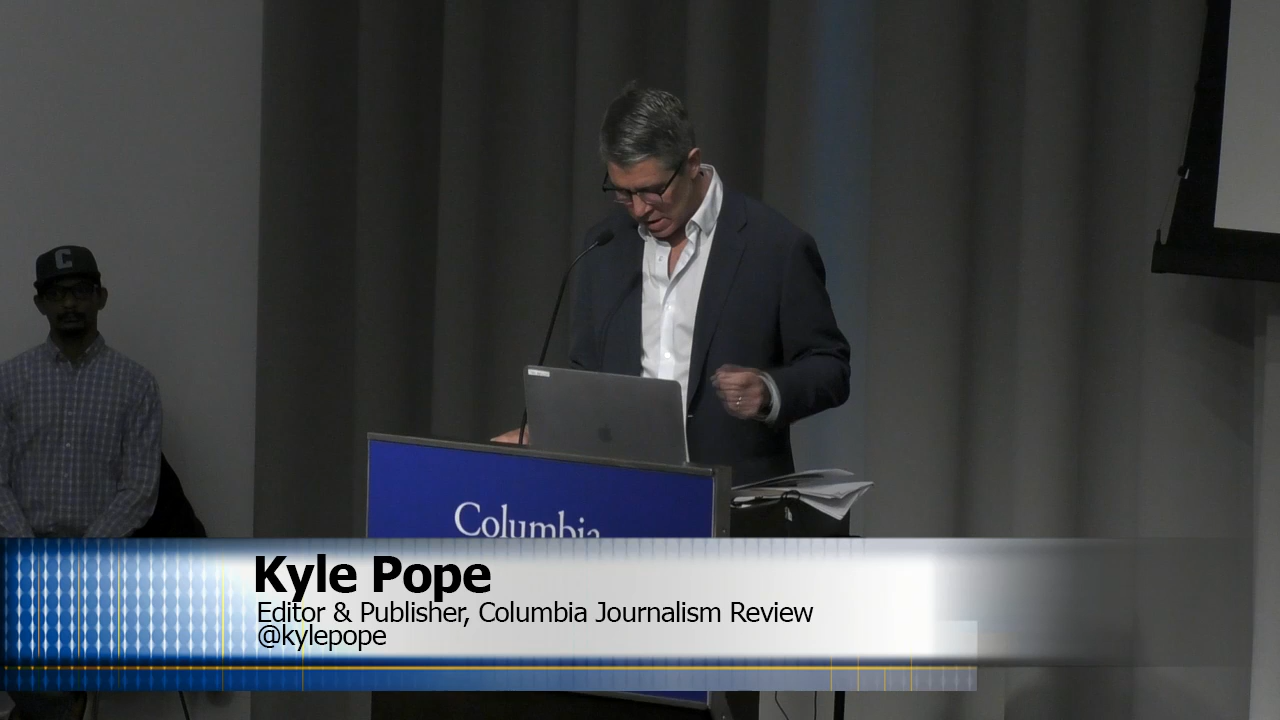 C
Columbia
Kyle Pope
Editor & Publisher, Columbia Journalism Review
@kylepope